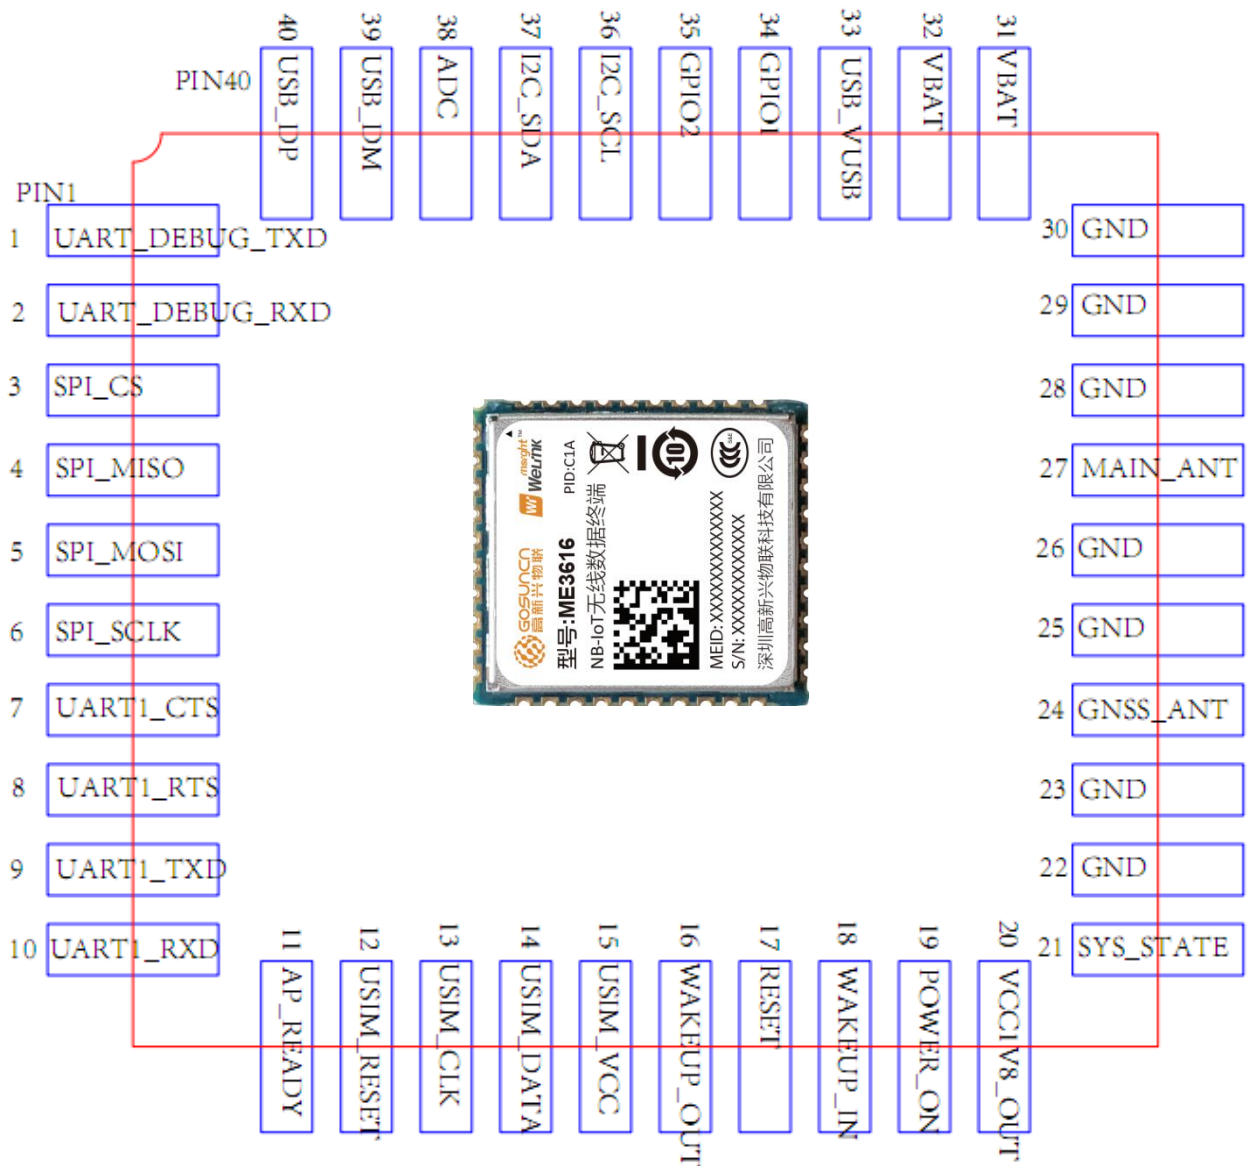 40 USB_DP
39 USB_DM
38 ADC
37 I2C_SDA
36 I2C_SCL
35 GPIO2
34 GPIO1
33 USB_VUSB
32 VBAT
31 VBAT
PIN40
PIN1
1 UART_DEBUG_TXD
2 UART_DEBUG_RXD
3 SPI_CS
4 SPI_MISO
5 SPI_MOSI
6 SPI_SCLK
7 UART1_CTS
8 UART1_RTS
9 UART1_TXD
10 UART1_RXD
Insight
Wi WeLink™
PID:C1A
10
GOSUNCN
高新兴物联
型号:ME3616
NB-IoT无线数据终端
MEID: XXXXXXXXXXXXXX
S/N: XXXXXXXXXXXX
深圳高新兴物联科技有限公司
11 AP_READY
12 USIM_RESET
13 USIM_CLK
14 USIM_DATA
15 USIM_VCC
16 WAKEUP_OUT
17 RESET
18 WAKEUP_IN
19 POWER_ON
20 VCC1V8_OUT
30 GND
29 GND
28 GND
27 MAIN_ANT
26 GND
25 GND
24 GNSS_ANT
23 GND
22 GND
21 SYS_STATE